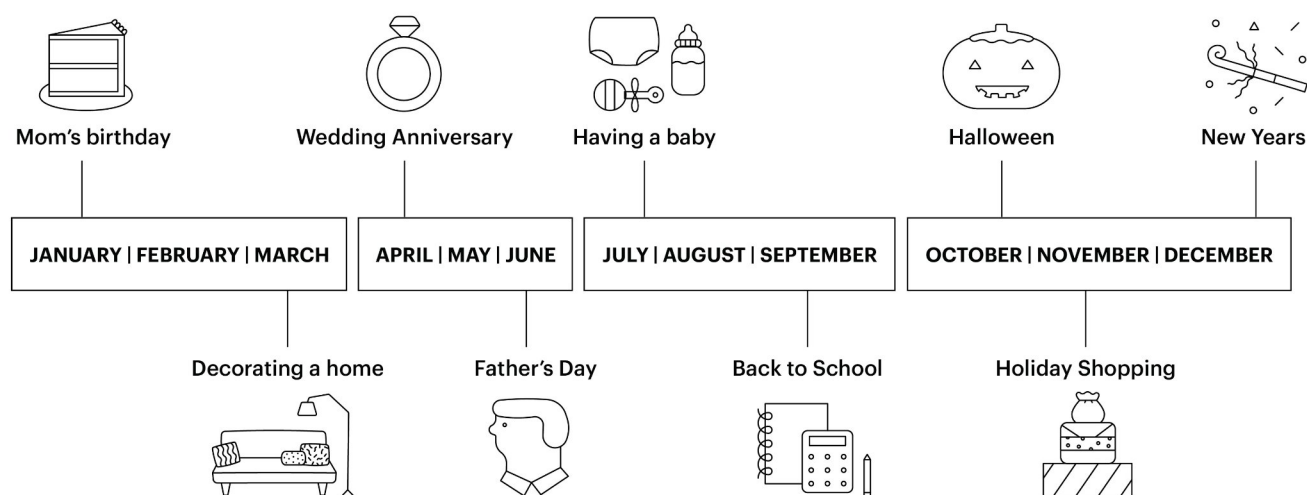 Mom's birthday
Wedding Anniversary
Having a baby
Halloween
New Years
JANUARY | FEBRUARY | MARCH
APRIL | MAY | JUNE
JULY | AUGUST | SEPTEMBER
OCTOBER | NOVEMBER | DECEMBER
Decorating a home
Father's Day
Back to School
Holiday Shopping